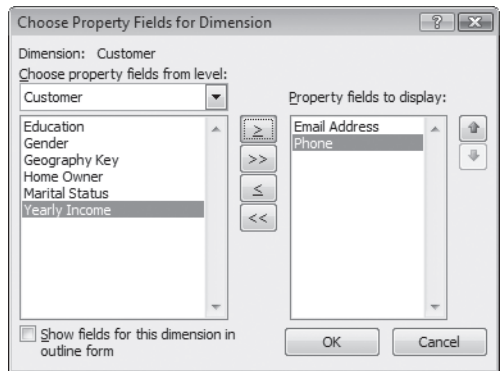 Choose Property Fields for Dimension
Dimension: Customer
Choose property fields from level:
Customer
Property fields to display:
Education
Gender
Geography Key
Home Owner
Marital Status
Yearly Income
>
>>
<
<<
Email Address
Phone
Show fields for this dimension in
outline form
OK
Cancel